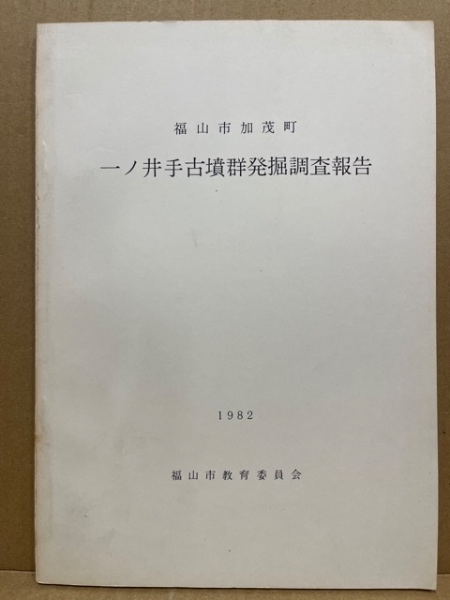 福山市加茂町
一ノ井手古墳群発掘調査報告
1982
福山市教育委員会